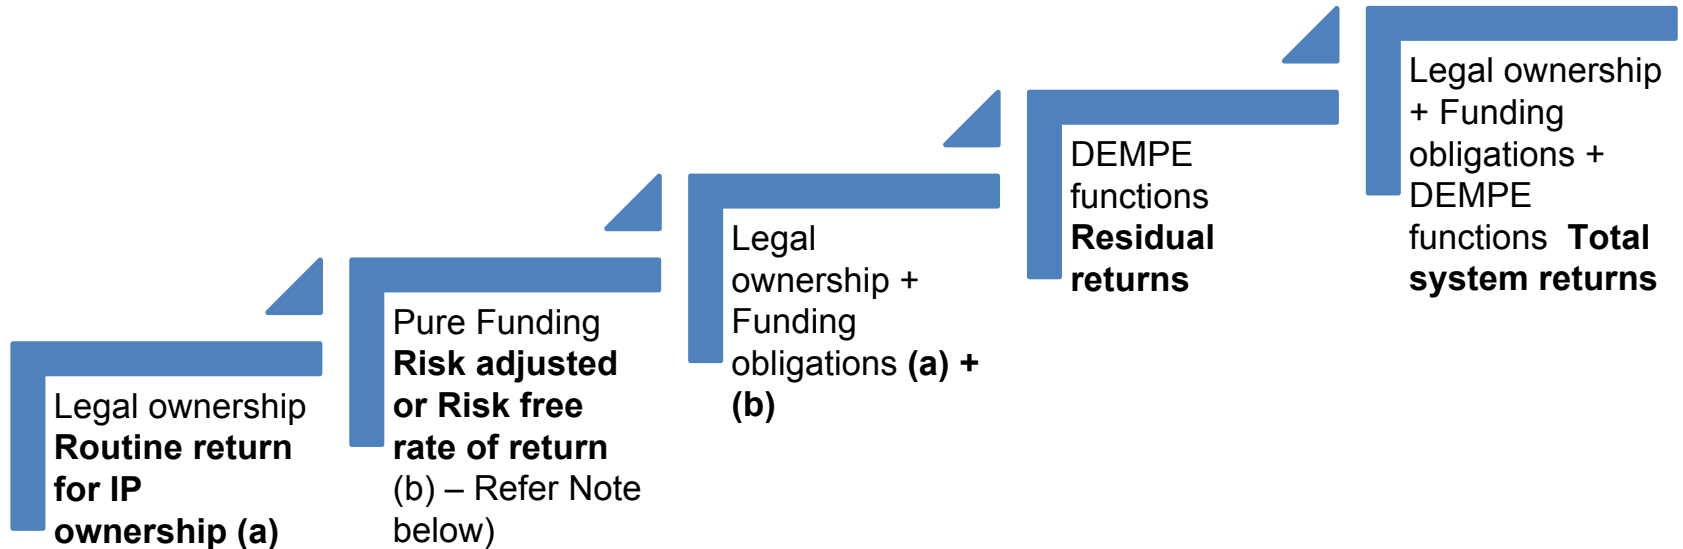 Legal ownership
Routine return
for IP
ownership (a)
Pure Funding
Risk adjusted
or Risk free
rate of return
(b) – Refer Note
below)
Legal
ownership +
Funding
obligations (a) +
(b)
DEMPE
functions
Residual
returns
Legal ownership
+ Funding
obligations +
DEMPE
functions Total
system returns